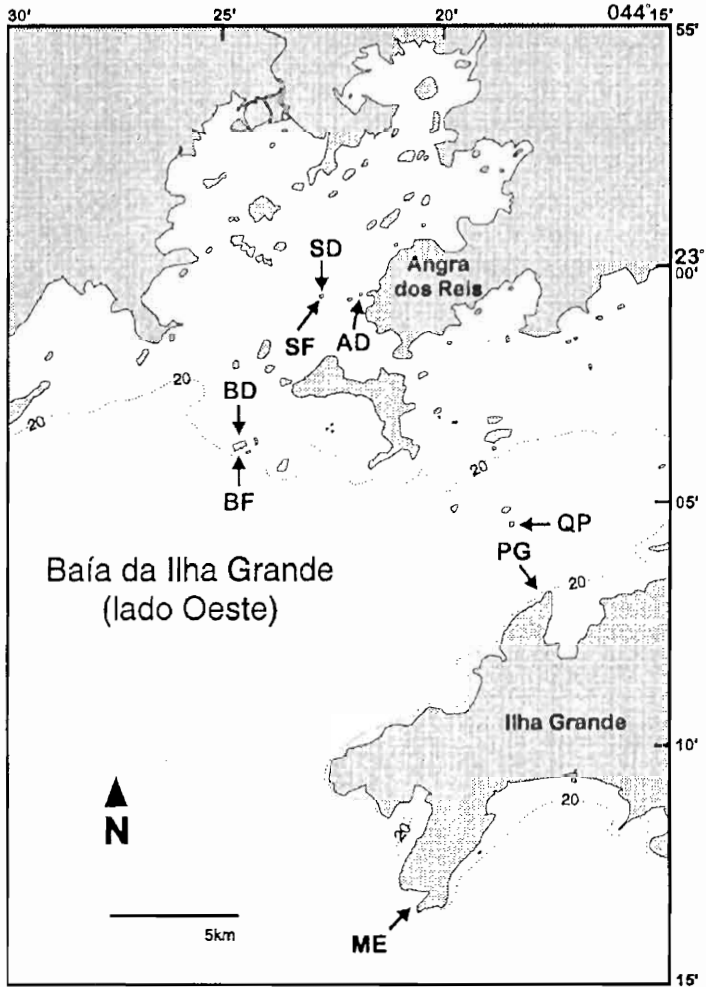 30'
25'
20'
044°15'
55'
SD
23°
00'
Angra
dos Reis
SF
AD
20
20
BD
20
BF
05'
QP
PG
20
Baía da Ilha Grande
(lado Oeste)
Ilha Grande
10'
20
20
N
5km
ME
15'